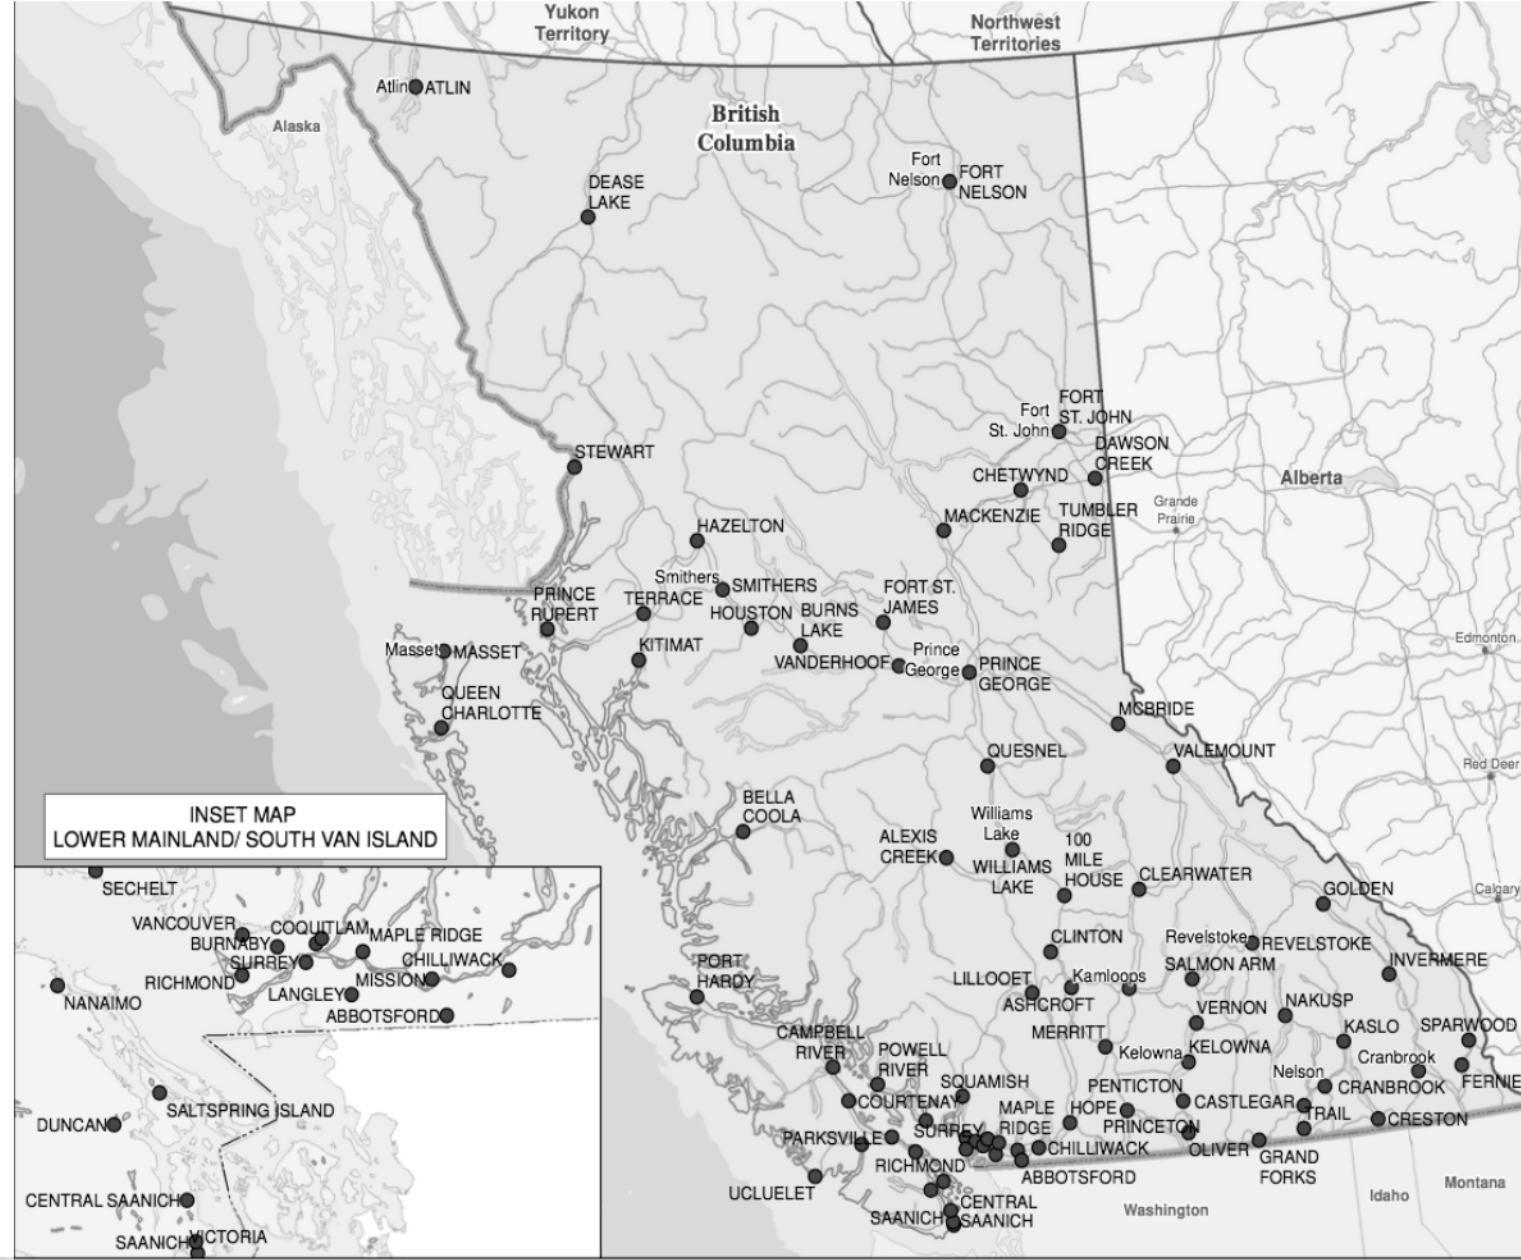 Yukon
Territory
Northwest
Territories
Atlin
ATLIN
British
Columbia
Alaska
Fort
Nelson
FORT
NELSON
DEASE
LAKE
FORT
ST. JOHN
Fort
St. John
DAWSON
CREEK
STEWART
CHETWYND
Alberta
Grande
Prairie
MACKENZIE
TUMBLER
RIDGE
HAZELTON
Smithers
SMITHERS
FORT ST.
JAMES
PRINCE
RUPERT
TERRACE
HOUSTON
BURNS
LAKE
Edmonton
Masset
MASSET
KITIMAT
VANDERHOOF
Prince
George
PRINCE
GEORGE
QUEEN
CHARLOTTE
MCBRIDE
QUESNEL
VALEMOUNT
Red Deer
INSET MAP
LOWER MAINLAND/ SOUTH VAN ISLAND
BELLA
COOLA
Williams
Lake
ALEXIS
CREEK
WILLIAMS
LAKE
100
MILE
HOUSE
CLEARWATER
GOLDEN
Calgary
SECHELT
VANCOUVER
COQUITLAM
MAPLE RIDGE
BURNABY
SURREY
CHILLIWACK
RICHMOND
MISSION
LANGLEY
NANAIMO
ABBOTSFORD
CLINTON
Revelstoke
REVELSTOKE
INVERMERE
PORT
HARDY
LILLOOET
Kamloops
SALMON ARM
ASHCROFT
VERNON
NAKUSP
CAMPBELL
RIVER
MERRITT
KASLO
SPARWOOD
POWELL
RIVER
Kelowna
KELOWNA
Cranbrook
SQUAMISH
PENTICTON
Nelson
CRANBROOK
FERNIE
COURTENAY
MAPLE
RIDGE
HOPE
CASTLEGAR
SALTSPRING ISLAND
DUNCAN
PARKSVILLE
SURREY
PRINCETON
TRAIL
CRESTON
CHILLIWACK
OLIVER
RICHMOND
GRAND
FORKS
UCLUELET
ABBOTSFORD
Washington
Idaho
Montana
CENTRAL SAANICH
SAANICH
CENTRAL
SAANICH
SAANICH
VICTORIA